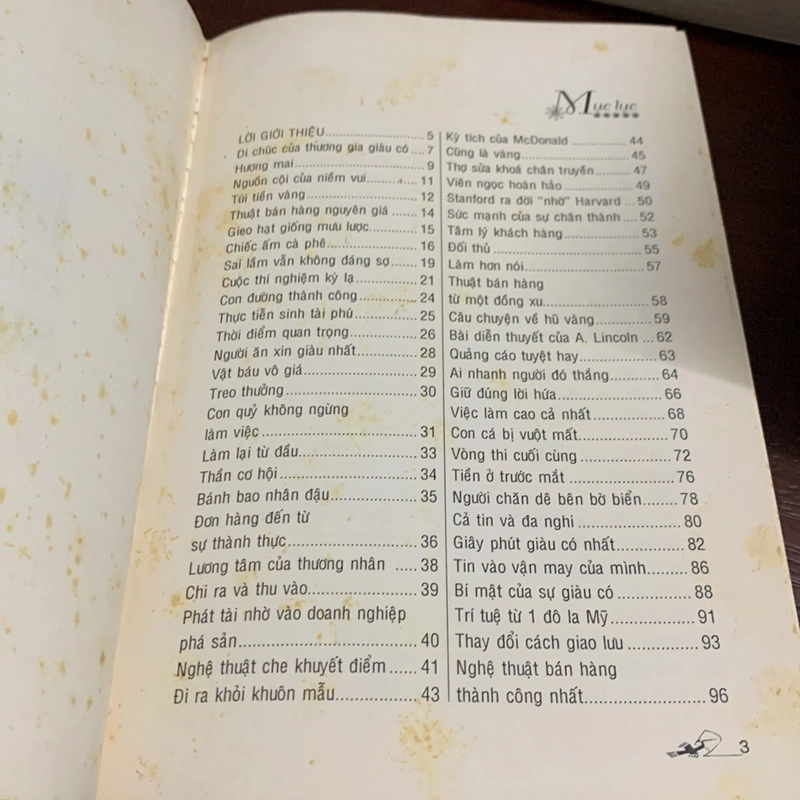 Mục lục
LỜI GIỚI THIỆU............ 5
Di chúc của thương gia giàu có .... 7
Hương mai............ 9
Nguồn cội của niềm vui............ 11
Túi tiền vàng............ 12
Thuật bán hàng nguyên giá .... 14
Gieo hạt giống mưu lược............ 15
Chiếc ấm cà phê............ 16
Sai lầm vẫn không đáng sợ .... 19
Cuộc thí nghiệm kỳ lạ............ 21
Con đường thành công............ 24
Thực tiễn sinh tài phú............ 25
Thời điểm quan trọng............ 26
Người ăn xin giàu nhất............ 28
Vật báu vô giá............ 29
Treo thưởng............ 30
Con quỷ không ngừng
làm việc............ 31
Làm lại từ đầu............ 33
Thần cơ hội............ 34
Bánh bao nhân đậu............ 35
Đơn hàng đến từ
sự thành thực............ 36
Lương tâm của thương nhân .... 38
Chi ra và thu vào............ 39
Phát tài nhờ vào doanh nghiệp
phá sản............ 40
Nghệ thuật che khuyết điểm ..... 41
Đi ra khỏi khuôn mẫu............ 43
Kỳ tích của McDonald ............ 44
Cũng là vàng............ 45
Thợ sửa khoá chân truyền............ 47
Viên ngọc hoàn hảo............ 49
Stanford ra đời "nhờ" Harvard ... 50
Sức mạnh của sự chân thành .... 52
Tâm lý khách hàng............ 53
Đối thủ ............ 55
Làm hơn nói............ 57
Thuật bán hàng
từ một đồng xu............ 58
Câu chuyện về hũ vàng............ 59
Bài diễn thuyết của A. Lincoln ... 62
Quảng cáo tuyệt hay............ 63
Ai nhanh người đó thắng............ 64
Giữ đúng lời hứa............ 66
Việc làm cao cả nhất............ 68
Con cá bị vuột mất............ 70
Vòng thi cuối cùng ............ 72
Tiền ở trước mắt ............ 76
Người chăn dê bên bờ biển........ 78
Cả tin và đa nghi ............ 80
Giây phút giàu có nhất............ 82
Tin vào vận may của mình........ 86
Bí mật của sự giàu có ............ 88
Trí tuệ từ 1 đô la Mỹ............ 91
Thay đổi cách giao lưu ............ 93
Nghệ thuật bán hàng
thành công nhất............ 96
3